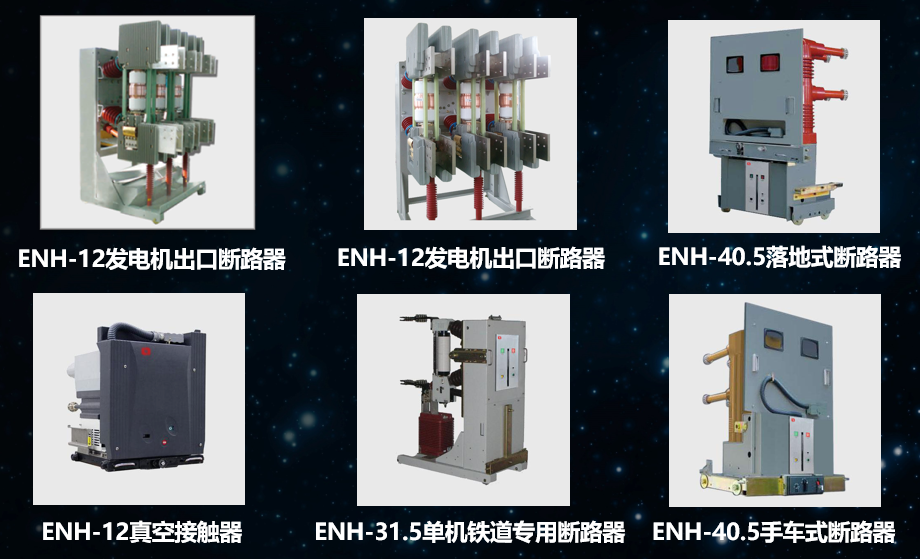 ENH-12发电机出口断路器
ENH-12发电机出口断路器
ENH-40.5落地式断路器
ENH-12真空接触器
ENH-31.5单机铁道专用断路器
ENH-40.5手车式断路器